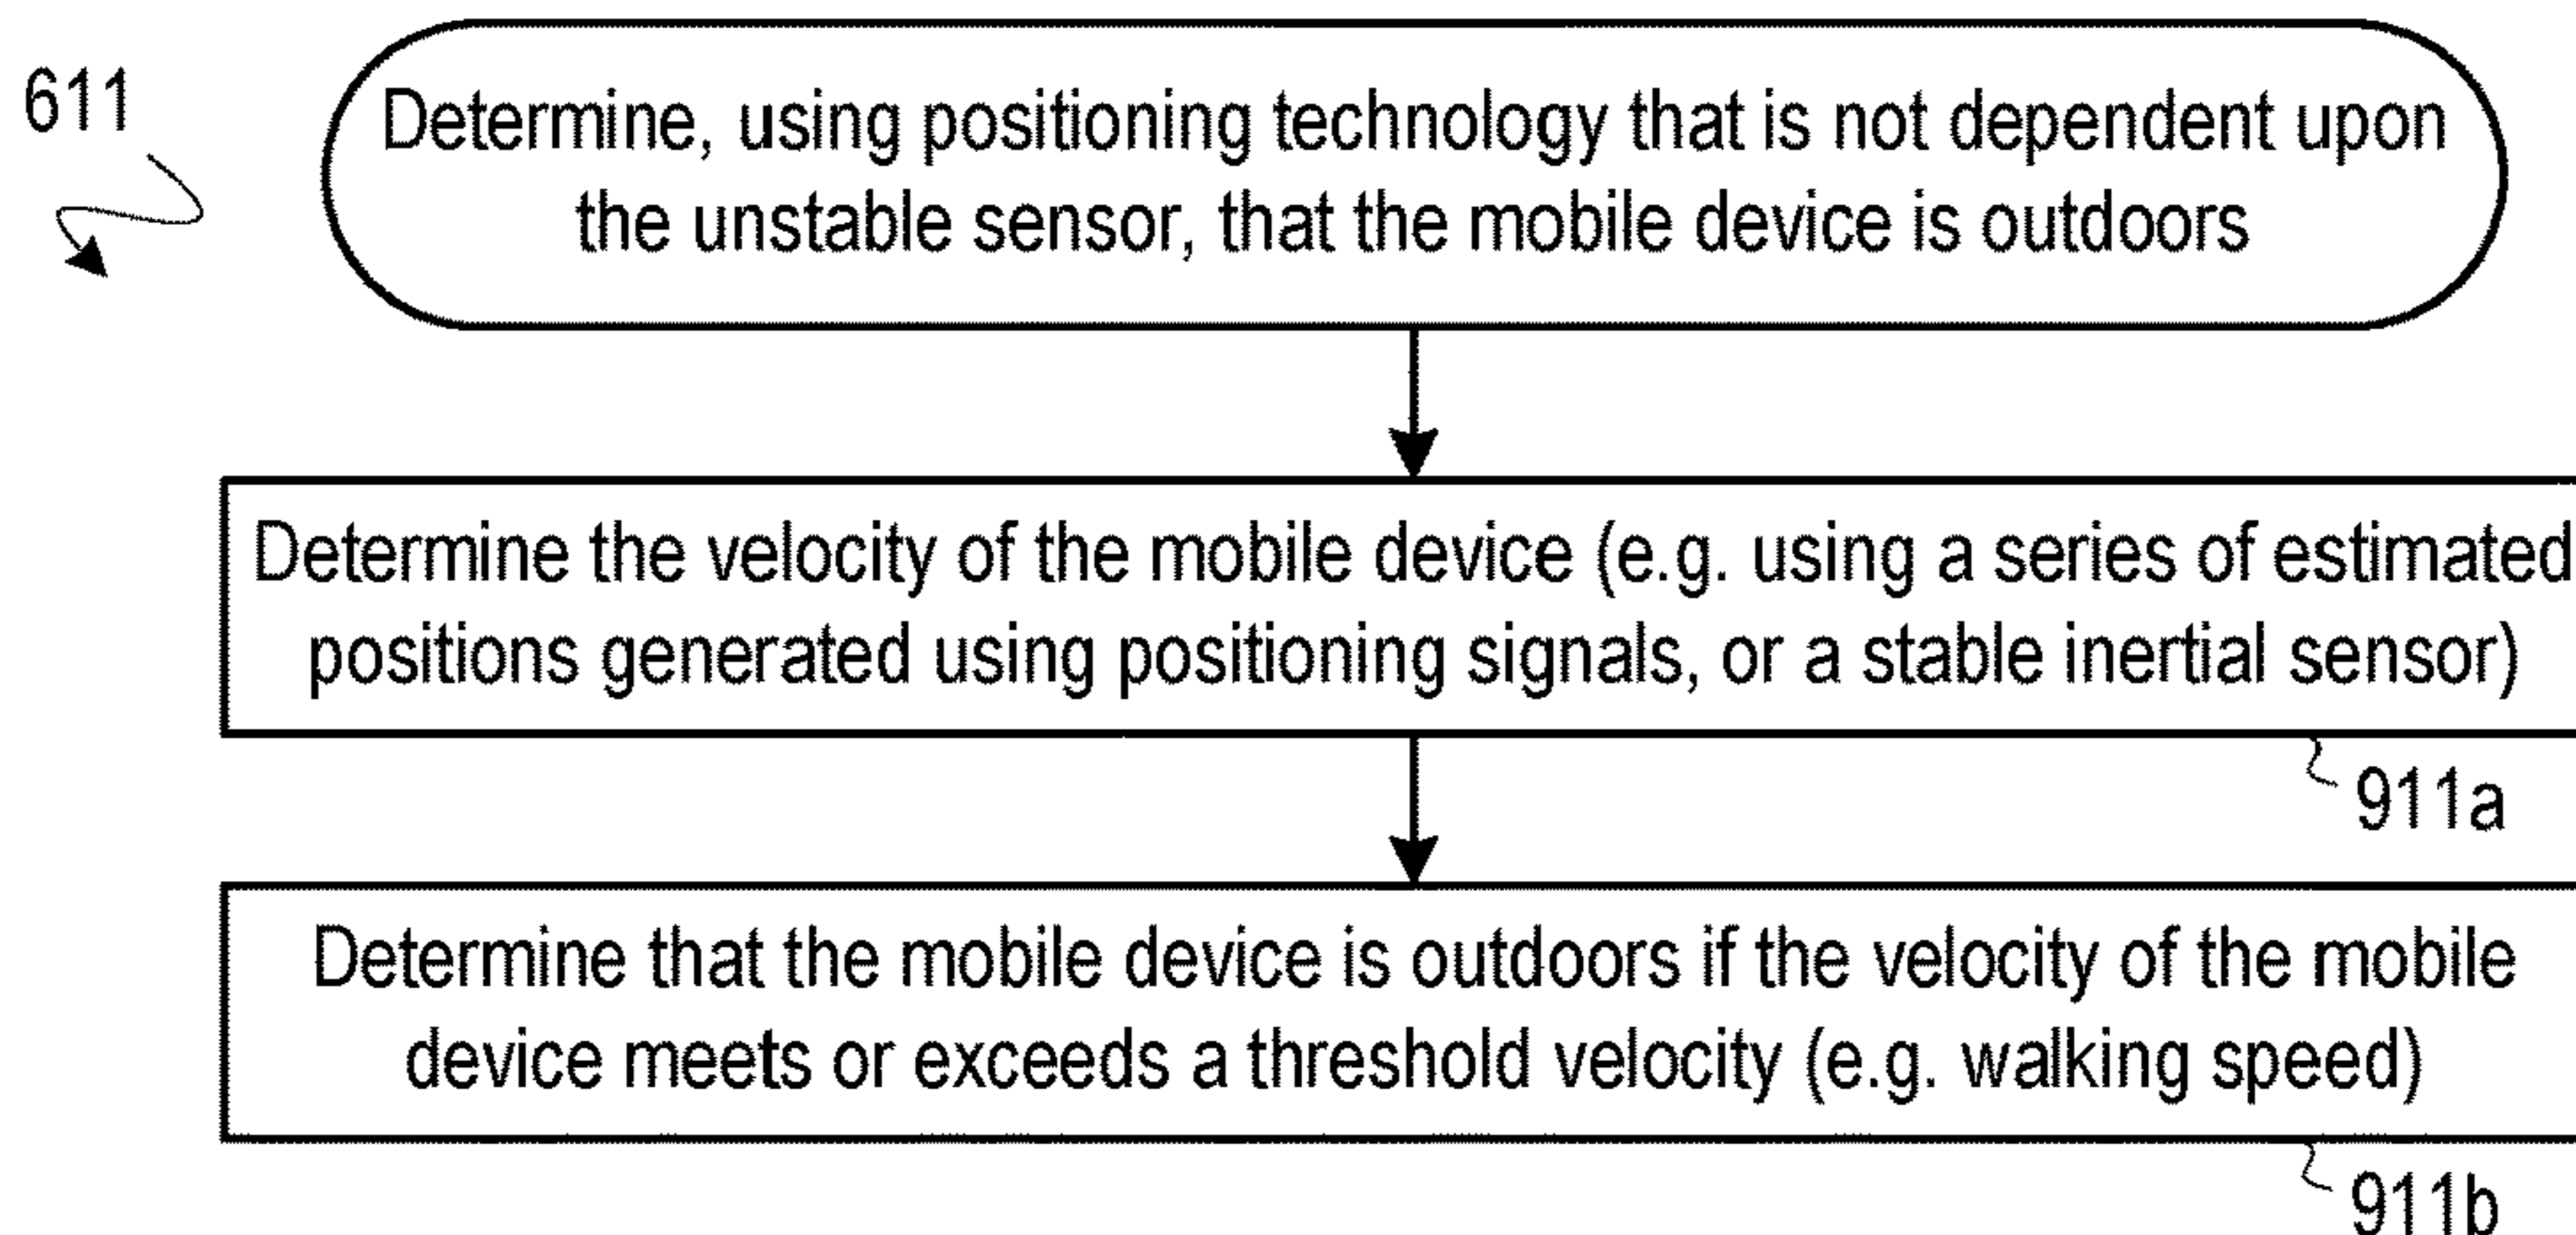 611
Determine, using positioning technology that is not dependent upon
the unstable sensor, that the mobile device is outdoors
Determine the velocity of the mobile device (e.g. using a series of estimated
positions generated using positioning signals, or a stable inertial sensor)
911a
Determine that the mobile device is outdoors if the velocity of the mobile
device meets or exceeds a threshold velocity (e.g. walking speed)
911b